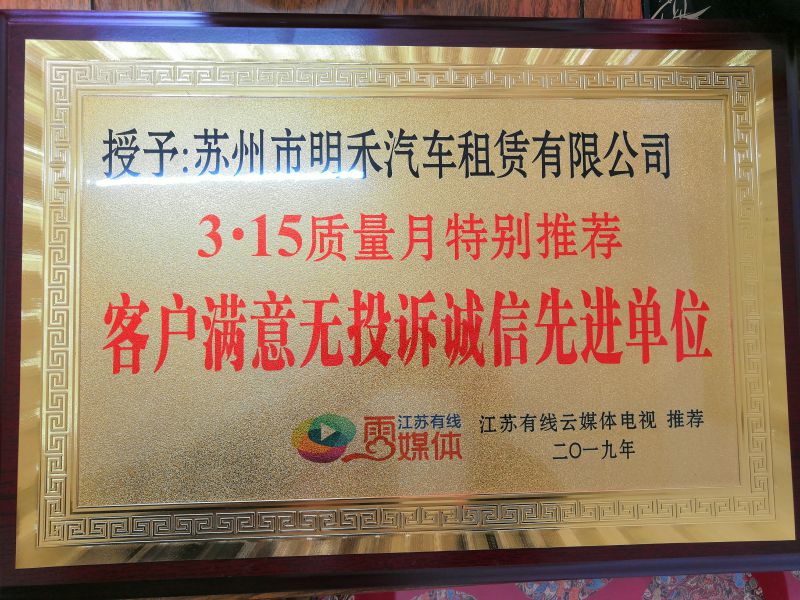 授予:苏州市明禾汽车租赁有限公司
3·15质量月特别推荐
客户满意无投诉诚信先进单位
江苏有线
云媒体
江苏有线云媒体电视 推荐
二〇一九年